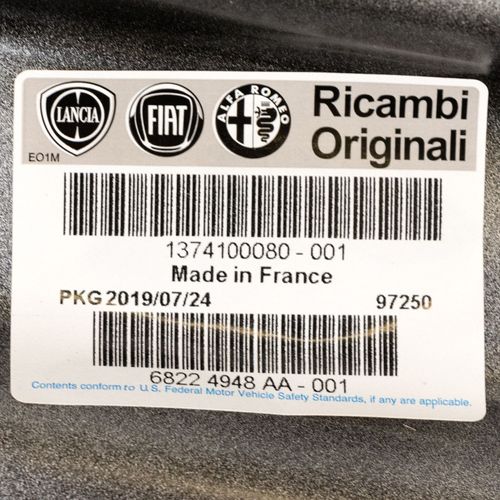 LANCIA
FIAT
ALFA ROMEO
Ricambi
Originali
EO1M
1374100080 - 001
Made in France
PKG 2019/07/24 97250
6822 4948 AA - 001
Contents conform to U.S. Federal Motor Vehicle Safety Standards, if any are applicable.